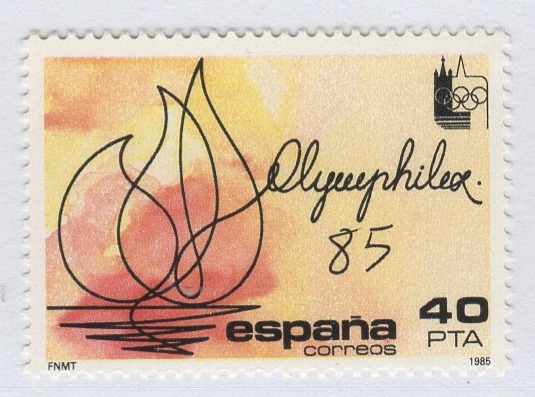 Olymphilex.
85
40
españa PTA
correos
FNMT 1985